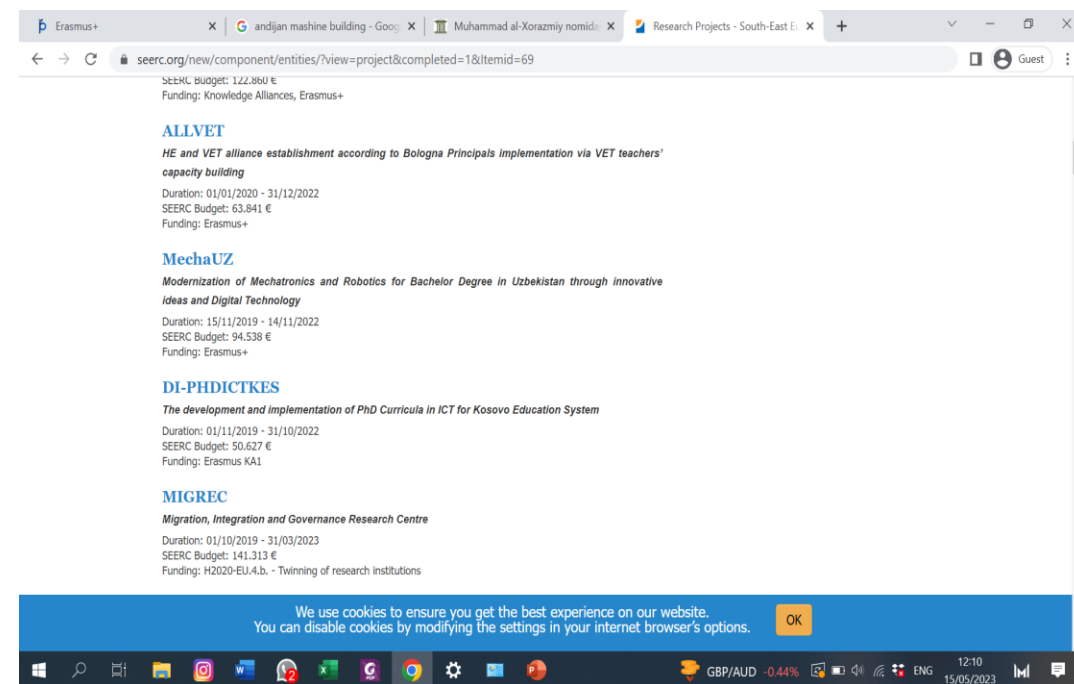 Erasmus+
andijan mashine building - Goog
Muhammad al-Xorazmiy nomida
Research Projects - South-East Eu
seerc.org/new/component/entities/?view=project&completed=1&Itemid=69
Guest
SEERC Budget: 122.860 €
Funding: Knowledge Alliances, Erasmus+
ALLVET
HE and VET alliance establishment according to Bologna Principals implementation via VET teachers'
capacity building
Duration: 01/01/2020 - 31/12/2022
SEERC Budget: 63.841 €
Funding: Erasmus+
MechaUZ
Modernization of Mechatronics and Robotics for Bachelor Degree in Uzbekistan through innovative
ideas and Digital Technology
Duration: 15/11/2019 - 14/11/2022
SEERC Budget: 94.538 €
Funding: Erasmus+
DI-PHDICTKES
The development and implementation of PhD Curricula in ICT for Kosovo Education System
Duration: 01/11/2019 - 31/10/2022
SEERC Budget: 50.627 €
Funding: Erasmus KA1
MIGREC
Migration, Integration and Governance Research Centre
Duration: 01/10/2019 - 31/03/2023
SEERC Budget: 141.313 €
Funding: H2020-EU.4.b. - Twinning of research institutions
We use cookies to ensure you get the best experience on our website.
You can disable cookies by modifying the settings in your internet browser's options.
OK
GBP/AUD -0.44%
ENG
12:10
15/05/2023